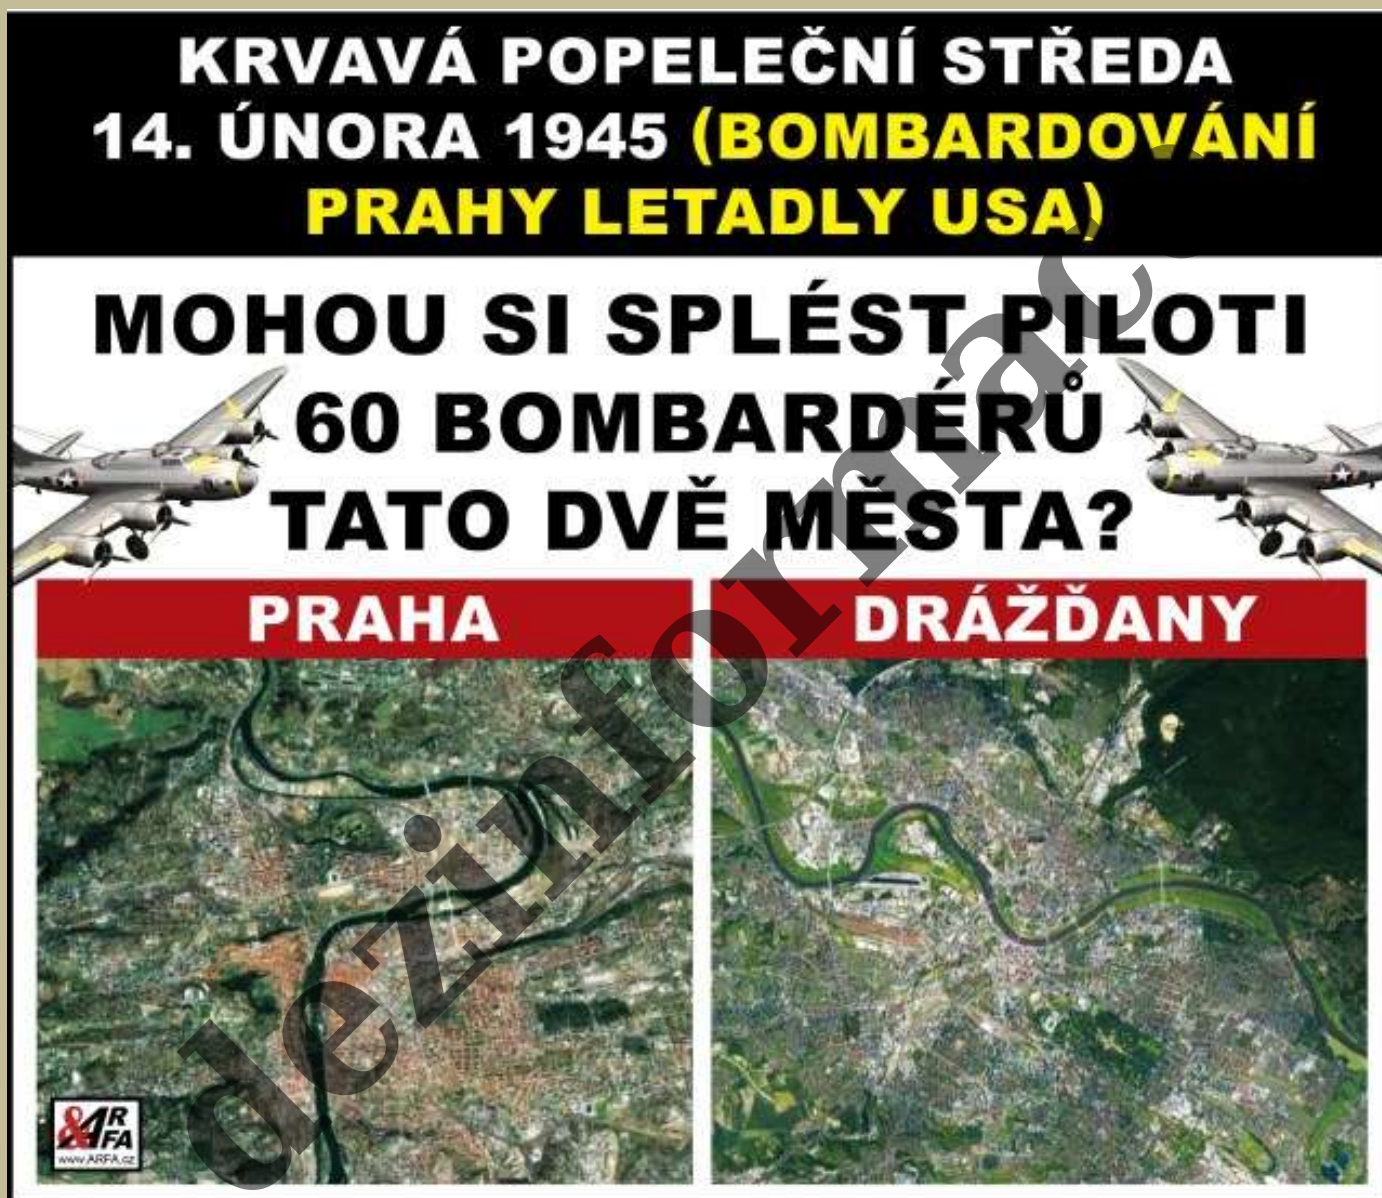 KRVAVÁ POPELEČNÍ STŘEDA
14. ÚNORA 1945 (BOMBARDOVÁNÍ
PRAHY LETADLY USA)
MOHOU SI SPLÉST PILOTI
60 BOMBARDÉRŮ
TATO DVĚ MĚSTA?
PRAHA
DRÁŽĎANY
dezinformac
&ARFA
www.ARFA.cz